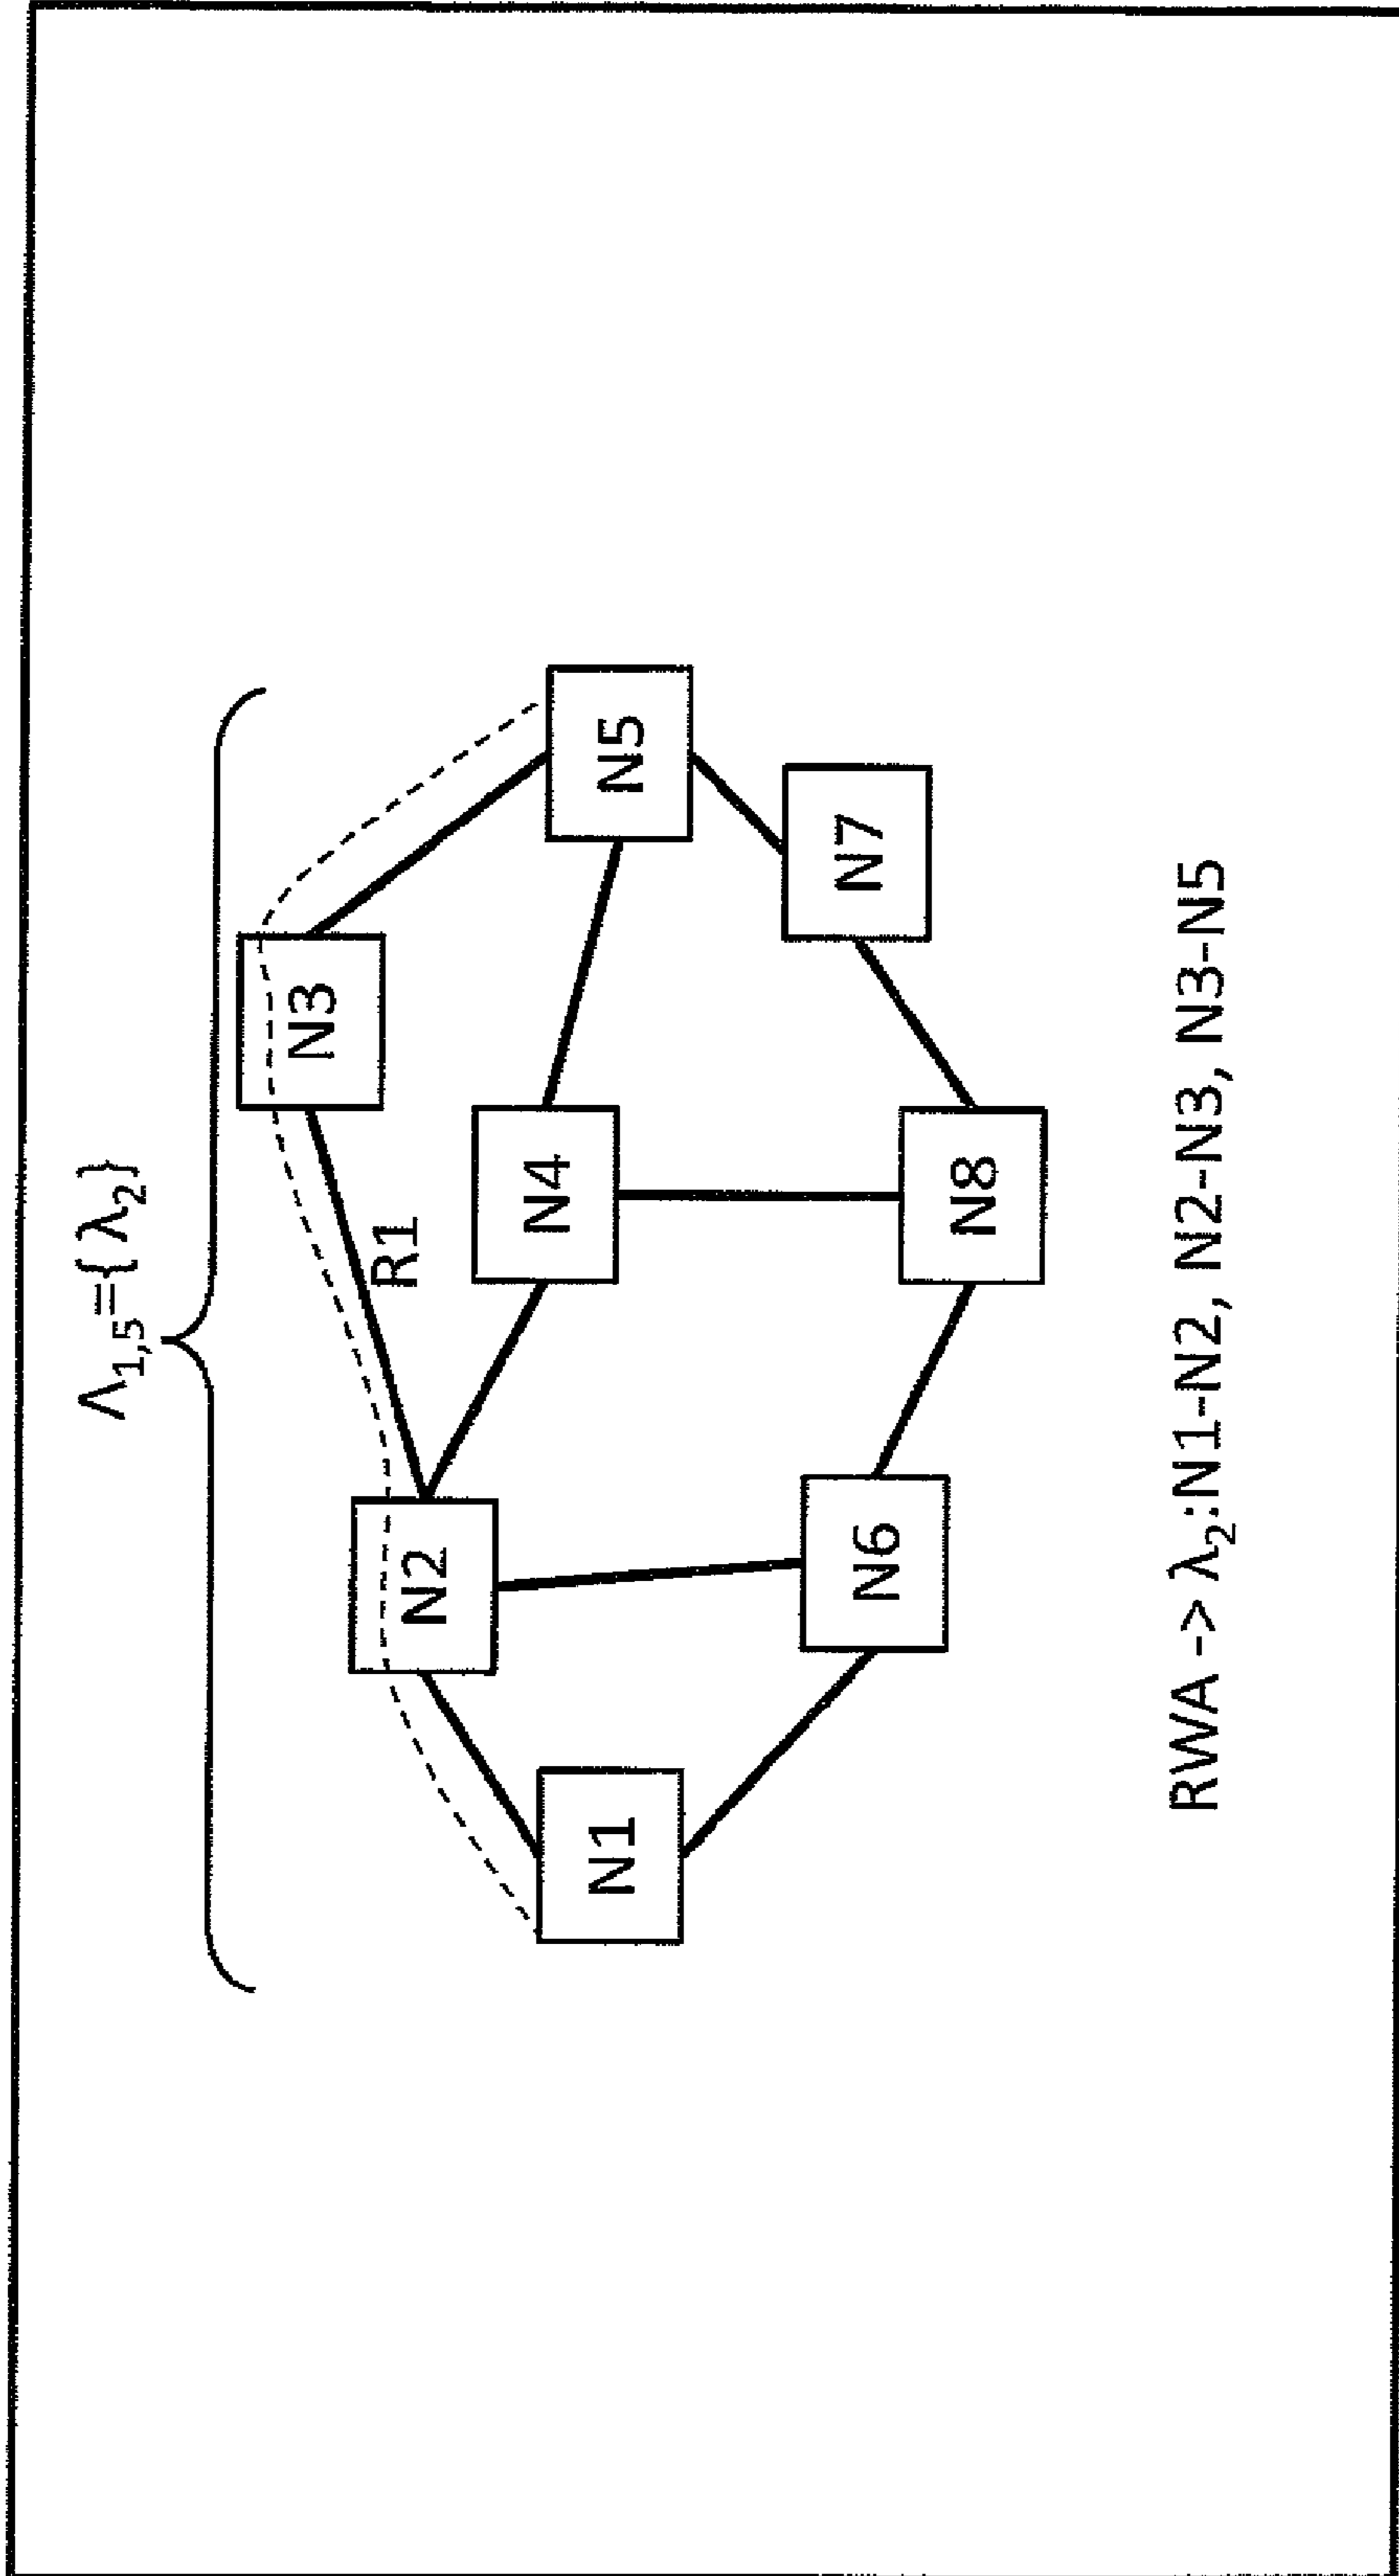 Λ1,5={ λ2}
N3
R1
N2
N4
N5
N1
N7
N6
N8
RWA -> λ2:N1-N2, N2-N3, N3-N5